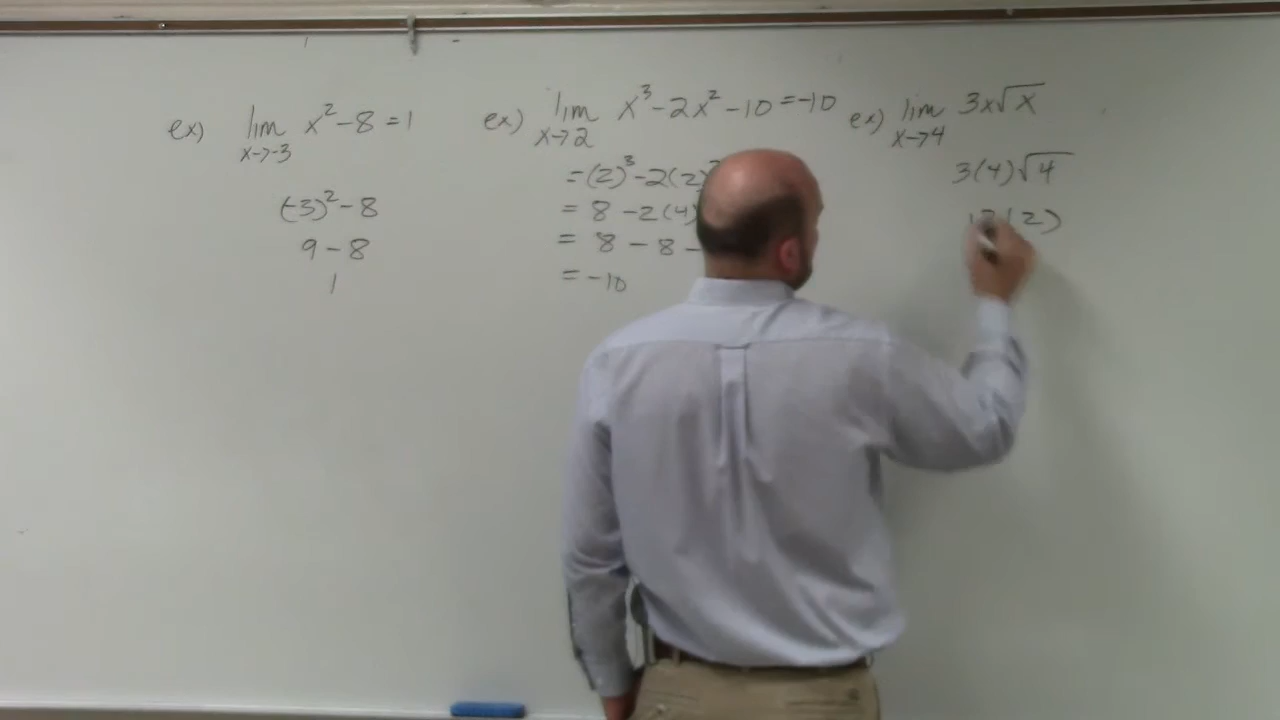 ex) lim x²-8=1
x→-3
(-3)²-8
9-8
1
ex) lim x³-2x²-10=-10
x→2
=(2)³-2(2)
= 8 -2(4)
= 8 - 8 -
= -10
ex) lim 3x√x
x→4
3(4)√4
12(2)